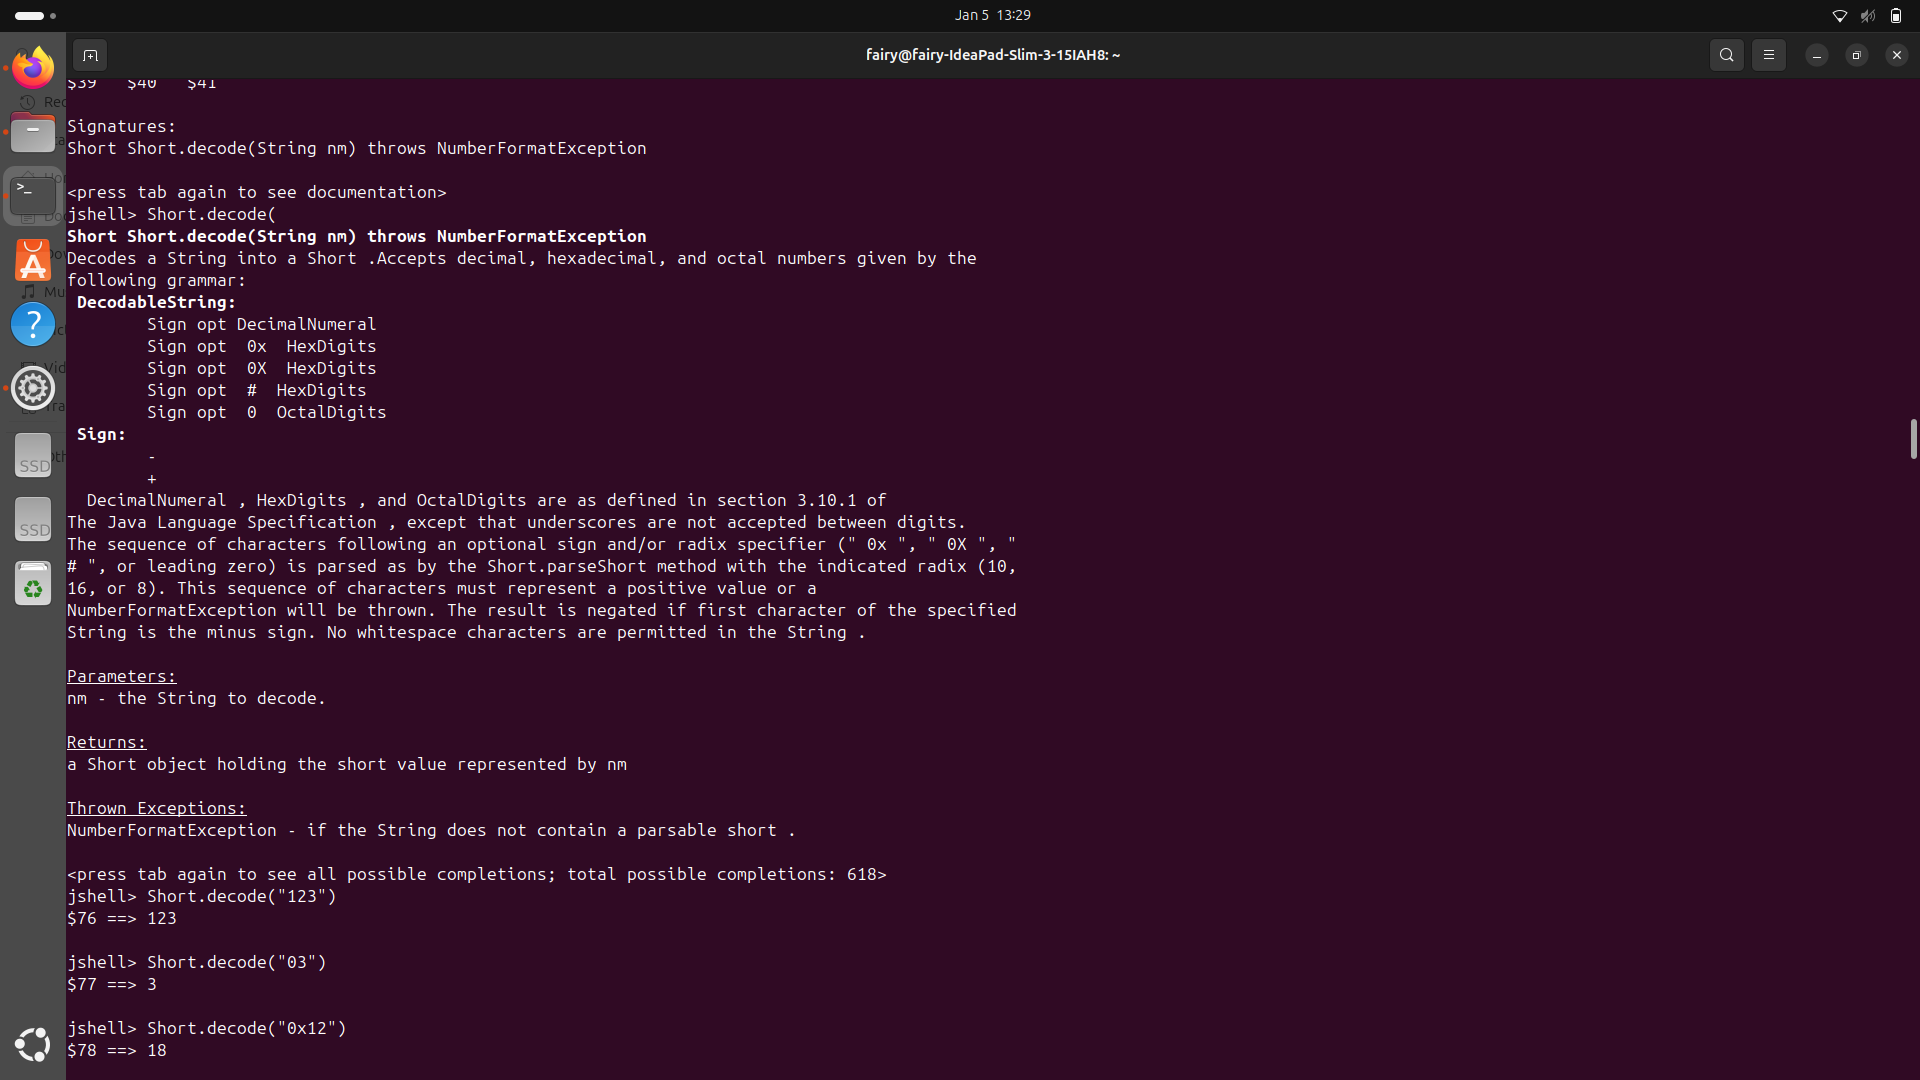 Jan 5 13:29
fairy@fairy-IdeaPad-Slim-3-15IAH8: ~
$39 $40 $41
Signatures:
Short Short.decode(String nm) throws NumberFormatException
<press tab again to see documentation>
jshell> Short.decode(
Short Short.decode(String nm) throws NumberFormatException
Decodes a String into a Short .Accepts decimal, hexadecimal, and octal numbers given by the
following grammar:
DecodableString:
Sign opt DecimalNumeral
Sign opt 0x HexDigits
Sign opt 0X HexDigits
Sign opt # HexDigits
Sign opt 0 OctalDigits
Sign:
-
+
DecimalNumeral , HexDigits , and OctalDigits are as defined in section 3.10.1 of
The Java Language Specification , except that underscores are not accepted between digits.
The sequence of characters following an optional sign and/or radix specifier (" 0x ", " 0X ", "
# ", or leading zero) is parsed as by the Short.parseShort method with the indicated radix (10,
16, or 8). This sequence of characters must represent a positive value or a
NumberFormatException will be thrown. The result is negated if first character of the specified
String is the minus sign. No whitespace characters are permitted in the String .
Parameters:
nm - the String to decode.
Returns:
a Short object holding the short value represented by nm
Thrown Exceptions:
NumberFormatException - if the String does not contain a parsable short .
<press tab again to see all possible completions; total possible completions: 618>
jshell> Short.decode("123")
$76 ==> 123
jshell> Short.decode("03")
$77 ==> 3
jshell> Short.decode("0x12")
$78 ==> 18
SSD
SSD